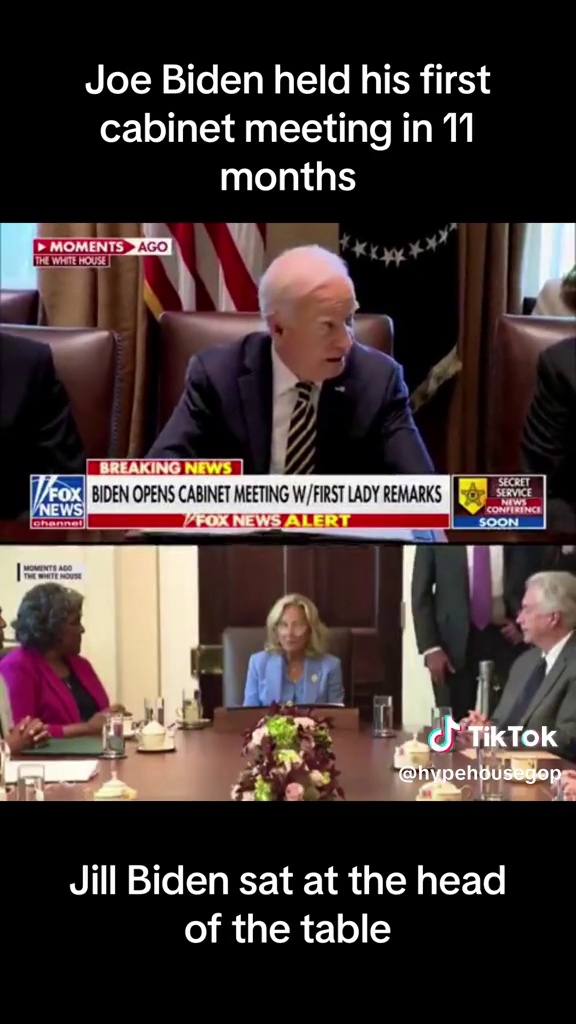 Joe Biden held his first
cabinet meeting in 11
months
MOMENTS AGO
THE WHITE HOUSE
BREAKING NEWS
FOX
NEWS
channel
BIDEN OPENS CABINET MEETING W/FIRST LADY REMARKS
FOX NEWS ALERT
SECRET
SERVICE
NEWS
CONFERENCE
SOON
MOMENTS AGO
THE WHITE HOUSE
TikTok
@hypehousegop
Jill Biden sat at the head
of the table